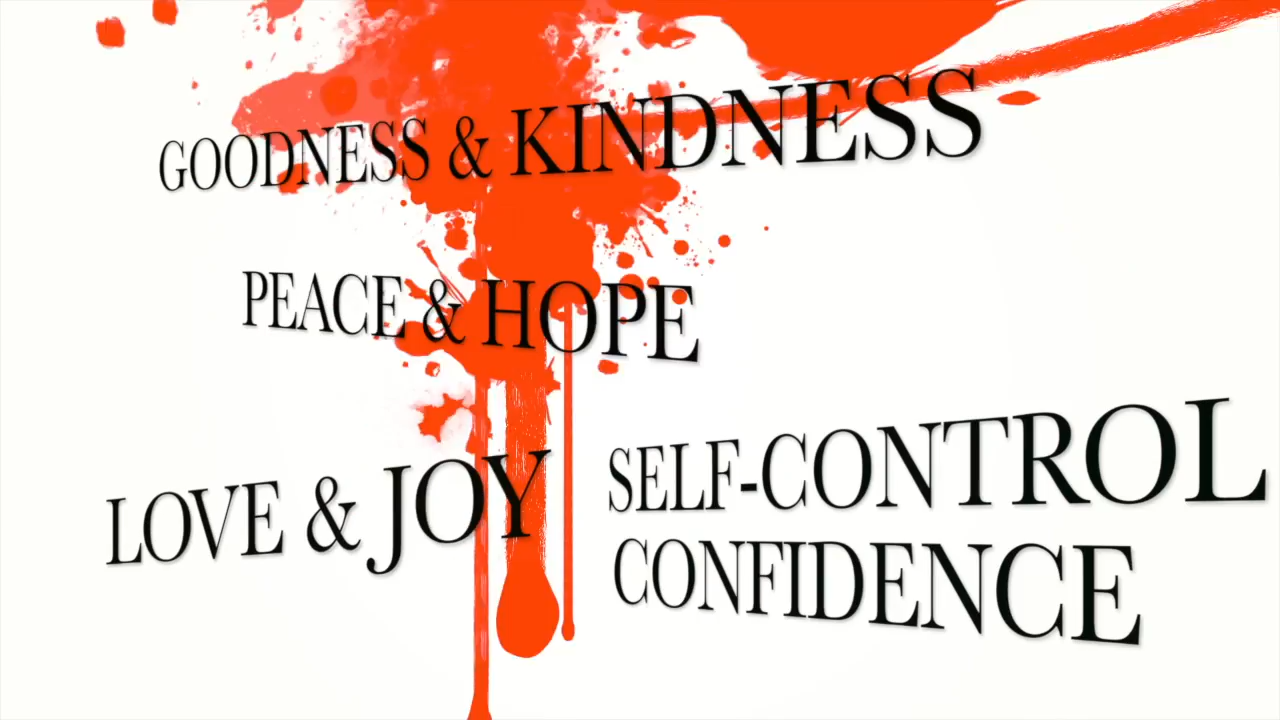 GOODNESS & KINDNESS
PEACE & HOPE
LOVE & JOY
SELF-CONTROL
CONFIDENCE